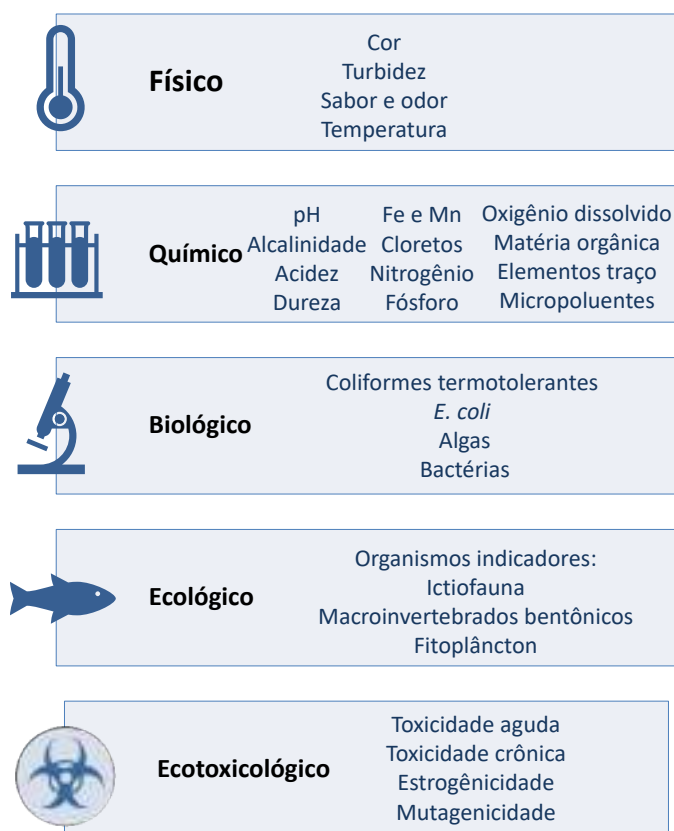 Físico
Cor
Turbidez
Sabor e odor
Temperatura
Químico
pH
Alcalinidade
Acidez
Dureza
Fe e Mn
Cloretos
Nitrogênio
Fósforo
Oxigênio dissolvido
Matéria orgânica
Elementos traço
Micropoluentes
Biológico
Coliformes termotolerantes
E. coli
Algas
Bactérias
Ecológico
Organismos indicadores:
Ictiofauna
Macroinvertebrados bentônicos
Fitoplâncton
Ecotoxicológico
Toxicidade aguda
Toxicidade crônica
Estrogênicidade
Mutagenicidade